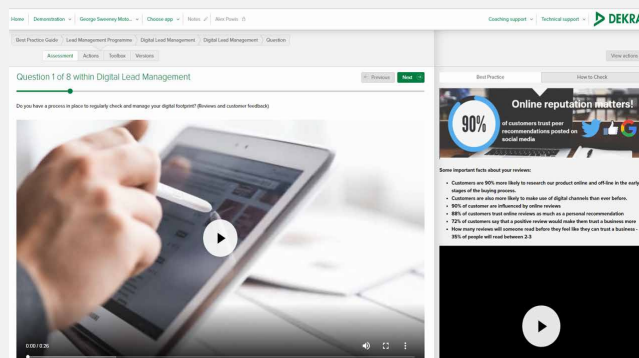 Home Demonstration George Sweeney Moto... Choose app Notes Alex Power Coaching support Technical support DEKRA
Best Practice Guide Lead Management Programme Digital Lead Management Digital Lead Management Question
Assessment Actions Toolbox Versions View actions
Question 1 of 8 within Digital Lead Management
← Previous Next →
Do you have a process in place to regularly check and manage your digital footprint? (Reviews and customer feedback)
0:00 / 0:26
Best Practice How to Check
Online reputation matters!
90%
of customers trust peer
recommendations posted on
social media
G
Some important facts about your reviews:
• Customers are 90% more likely to research our product online and off-line in the early
stages of the buying process.
• Customers are also more likely to make use of digital channels than ever before.
• 90% of customer are influenced by online reviews
• 88% of customers trust online reviews as much as a personal recommendation
• 72% of customers say that a positive review would make them trust a business more
• How many reviews will someone read before they feel like they can trust a business -
35% of people will read between 2-3